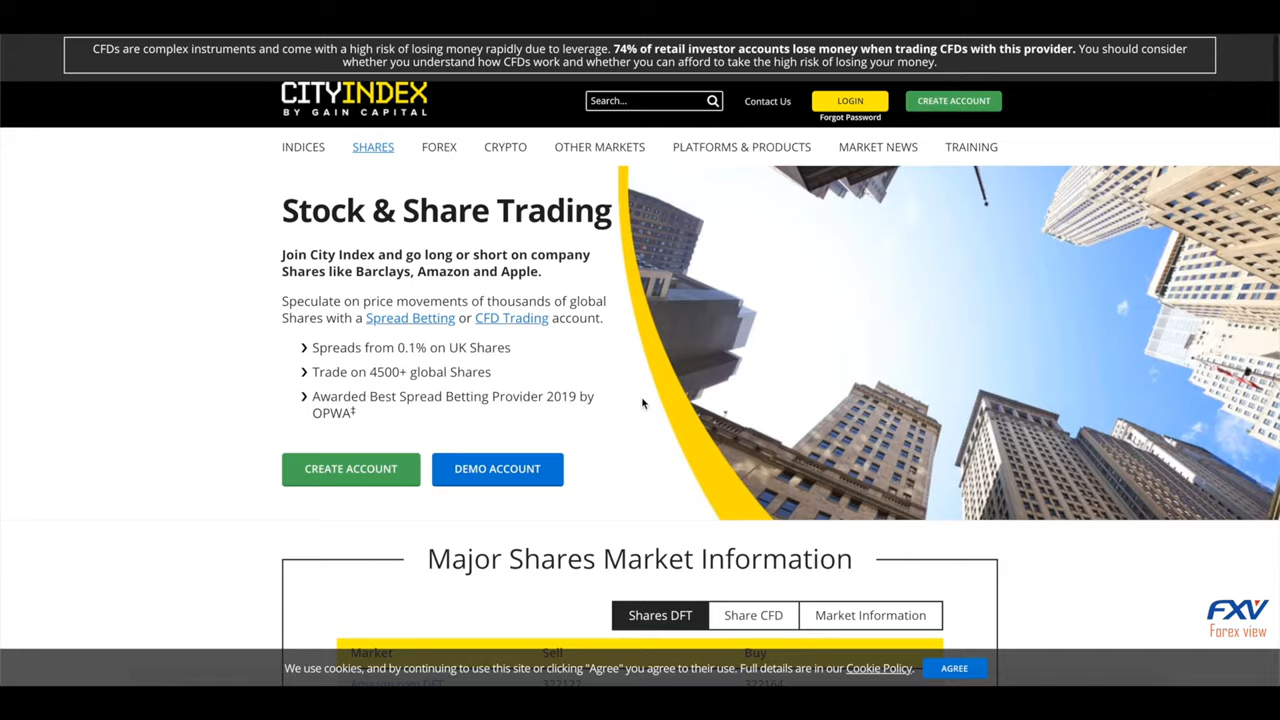 CFDs are complex instruments and come with a high risk of losing money rapidly due to leverage. 74% of retail investor accounts lose money when trading CFDs with this provider. You should consider
whether you understand how CFDs work and whether you can afford to take the high risk of losing your money.
CITYINDEX
BY GAIN CAPITAL
Search...
Contact Us
LOGIN
CREATE ACCOUNT
Forgot Password
INDICES SHARES FOREX CRYPTO OTHER MARKETS PLATFORMS & PRODUCTS MARKET NEWS TRAINING
Stock & Share Trading
Join City Index and go long or short on company
Shares like Barclays, Amazon and Apple.
Speculate on price movements of thousands of global
Shares with a Spread Betting or CFD Trading account.
❯ Spreads from 0.1% on UK Shares
❯ Trade on 4500+ global Shares
❯ Awarded Best Spread Betting Provider 2019 by
OPWA‡
CREATE ACCOUNT DEMO ACCOUNT
Major Shares Market Information
Shares DFT Share CFD Market Information
FXV
Forex view
Market Sell Buy
We use cookies, and by continuing to use this site or clicking "Agree" you agree to their use. Full details are in our Cookie Policy. AGREE
Amazon.com DFT 322122 322164